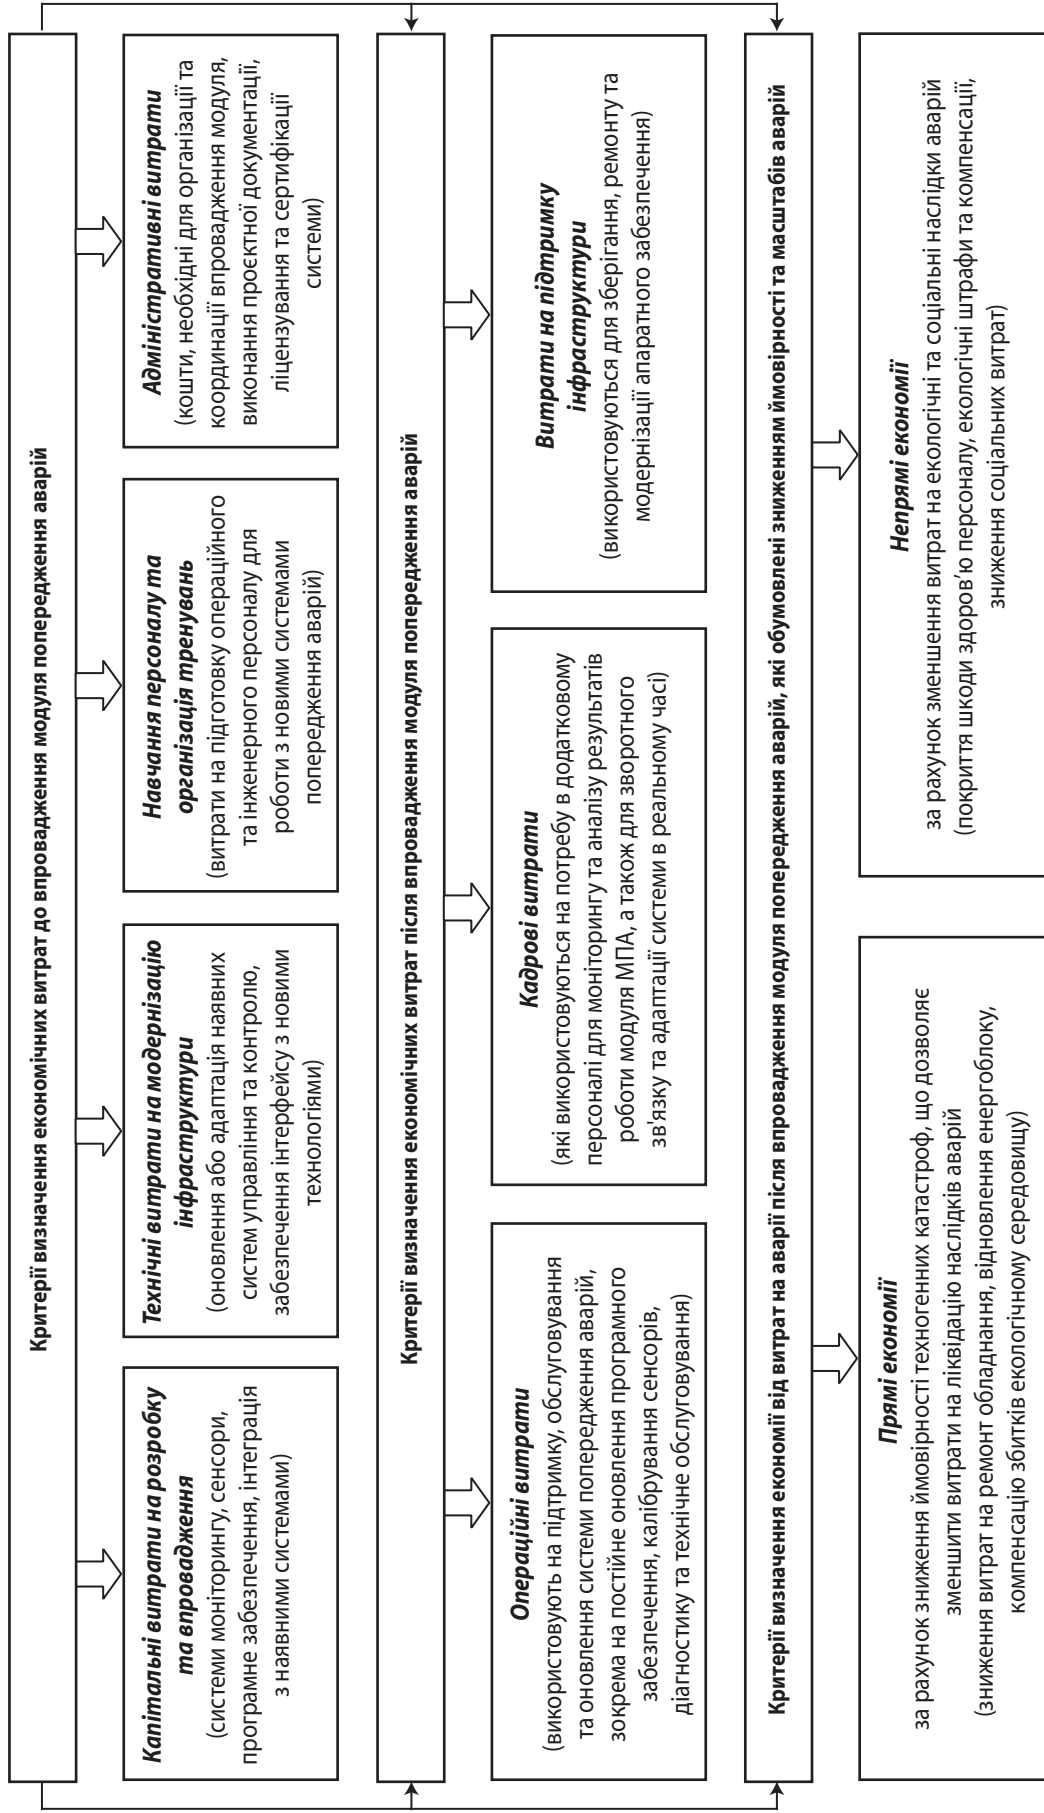 Критерії визначення економічних витрат до впровадження модуля попередження аварій
Капітальні витрати на розробку
та впровадження
(системи моніторингу, сенсори,
програмне забезпечення, інтеграція
з наявними системами)
Технічні витрати на модернізацію
інфраструктури
(оновлення або адаптація наявних
систем управління та контролю,
забезпечення інтерфейсу з новими
технологіями)
Навчання персоналу та
організація тренувань
(витрати на підготовку операційного
та інженерного персоналу для
роботи з новими системами
попередження аварій)
Адміністративні витрати
(кошти, необхідні для організації та
координації впровадження модуля,
виконання проєктної документації,
ліцензування та сертифікації
системи)
Критерії визначення економічних витрат після впровадження модуля попередження аварій
Операційні витрати
(використовують на підтримку, обслуговування
та оновлення системи попередження аварій,
зокрема на постійне оновлення програмного
забезпечення, калібрування сенсорів,
діагностику та технічне обслуговування)
Кадрові витрати
(які використовуються на потребу в додатковому
персоналі для моніторингу та аналізу результатів
роботи модуля МПА, а також для зворотного
зв'язку та адаптації системи в реальному часі)
Витрати на підтримку
інфраструктури
(використовуються для зберігання, ремонту та
модернізації апаратного забезпечення)
Критерії визначення економії від витрат на аварії після впровадження модуля попередження аварій, які обумовлені зниженням ймовірності та масштабів аварій
Прямі економії
за рахунок зниження ймовірності техногенних катастроф, що дозволяє
зменшити витрати на ліквідацію наслідків аварій
(зниження витрат на ремонт обладнання, відновлення енергоблоку,
компенсацію збитків екологічному середовищу)
Непрямі економії
за рахунок зменшення витрат на екологічні та соціальні наслідки аварій
(покриття шкоди здоров'ю персоналу, екологічні штрафи та компенсації,
зниження соціальних витрат)